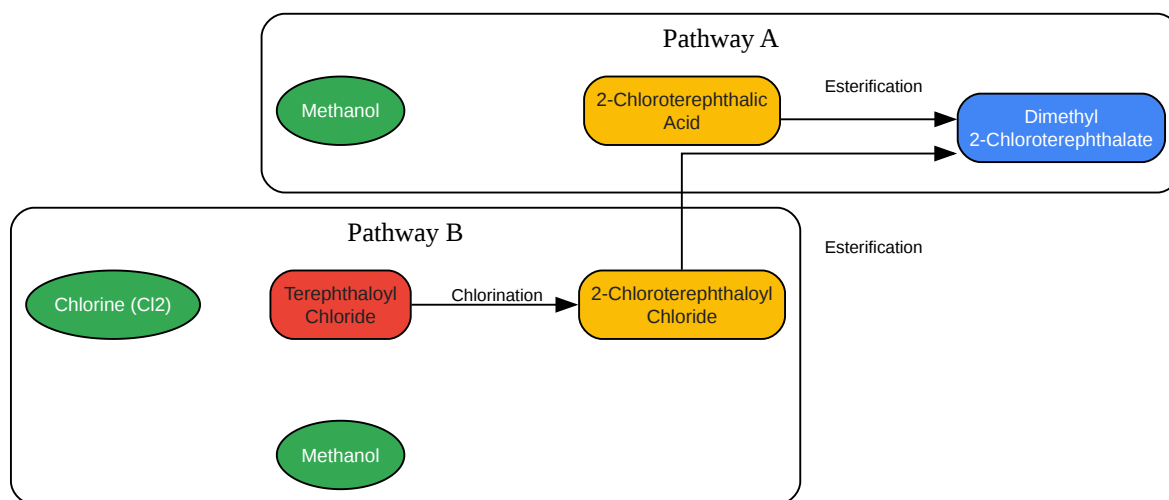 Pathway A
Methanol
2-Chloroterephthalic
Acid
Esterification
Dimethyl
2-Chloroterephthalate
Pathway B
Esterification
Chlorine (Cl2)
Terephthaloyl
Chloride
Chlorination
2-Chloroterephthaloyl
Chloride
Methanol